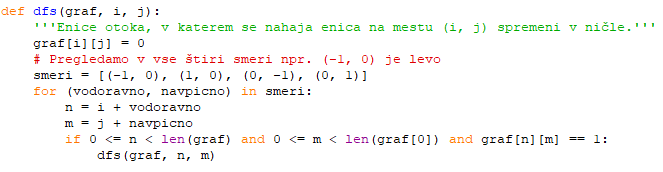 def dfs(graf, i, j):
    '''Enice otoka, v katerem se nahaja enica na mestu (i, j) spremeni v ničle.'''
    graf[i][j] = 0
    # Pregledamo v vse štiri smeri npr. (-1, 0) je levo
    smeri = [(-1, 0), (1, 0), (0, -1), (0, 1)]
    for (vodoravno, navpicno) in smeri:
        n = i + vodoravno
        m = j + navpicno
        if 0 <= n < len(graf) and 0 <= m < len(graf[0]) and graf[n][m] == 1:
            dfs(graf, n, m)